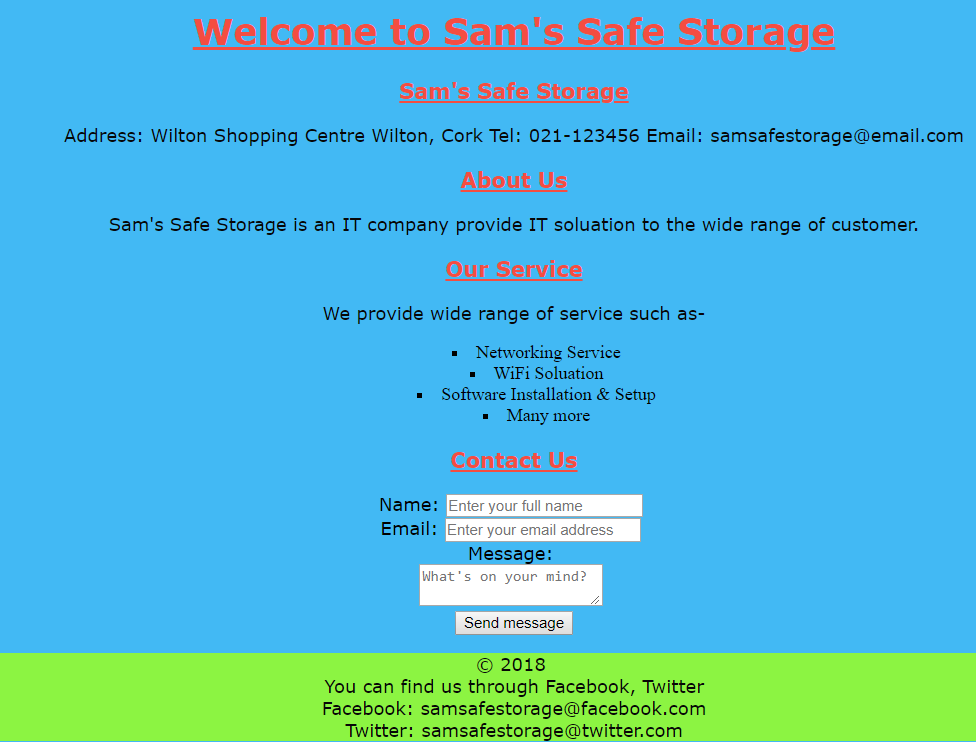 Welcome to Sam's Safe Storage
Sam's Safe Storage
Address: Wilton Shopping Centre Wilton, Cork Tel: 021-123456 Email: samsafestorage@email.com
About Us
Sam's Safe Storage is an IT company provide IT soluation to the wide range of customer.
Our Service
We provide wide range of service such as-
Networking Service
WiFi Soluation
Software Installation & Setup
Many more
Contact Us
Name: Enter your full name
Email: Enter your email address
Message:
What's on your mind?
Send message
© 2018
You can find us through Facebook, Twitter
Facebook: samsafestorage@facebook.com
Twitter: samsafestorage@twitter.com